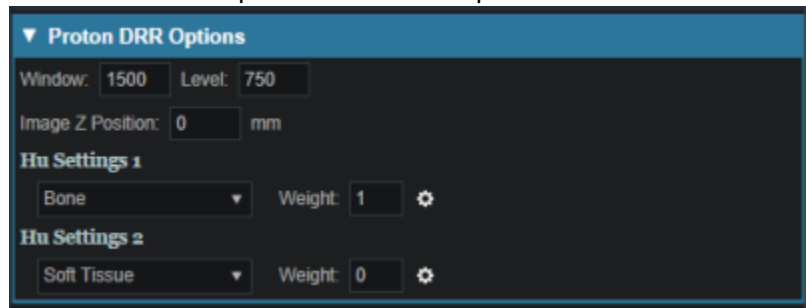 ▼ Proton DRR Options
Window: 1500 Level: 750
Image Z Position: 0 mm
Hu Settings 1
Bone Weight: 1
Hu Settings 2
Soft Tissue Weight: 0